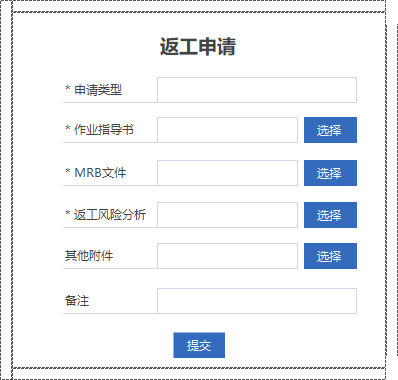 返工申请
* 申请类型
* 作业指导书 选择
* MRB文件 选择
* 返工风险分析 选择
其他附件 选择
备注
提交